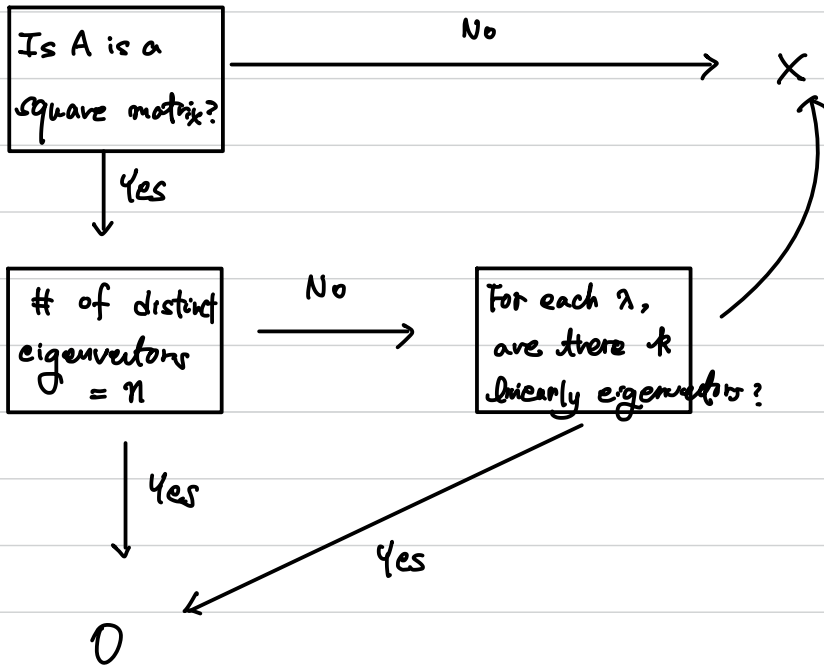 Is A is a
square matrix?
No
X
Yes
# of distinct
eigenvectors
= n
No
For each λ,
are there k
linearly eigenvectors?
Yes
Yes
O